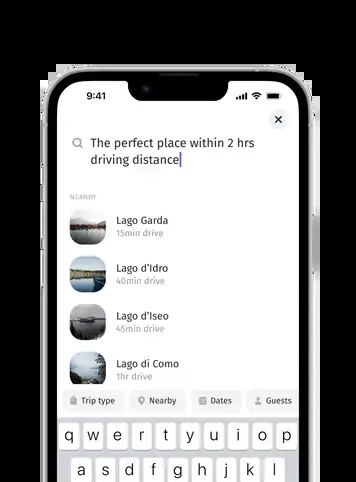 9:41
The perfect place within 2 hrs
driving distance
NEARBY
Lago Garda
15min drive
Lago d'Idro
40min drive
Lago d'Iseo
45min drive
Lago di Como
1hr drive
Trip type Nearby Dates Guests
q w e r t y u i o p
a s d f g h j k l